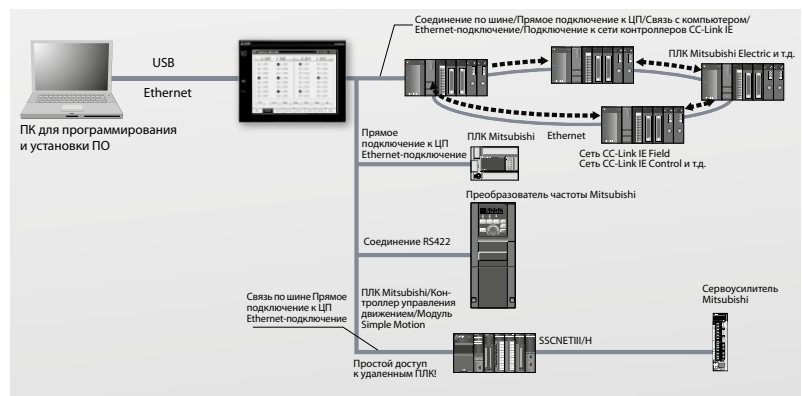 Соединение по шине/Прямое подключение к ЦП/Связь с компьютером/
Ethernet-подключение/Подключение к сети контроллеров CC-Link IE
USB
Ethernet
ПК для программирования
и установки ПО
ПЛК Mitsubishi Electric и т.д.
Прямое
подключение к ЦП
Ethernet-подключение
ПЛК Mitsubishi
Ethernet
Сеть CC-Link IE Field
Сеть CC-Link IE Control и т.д.
Преобразователь частоты Mitsubishi
Соединение RS422
Связь по шине Прямое
подключение к ЦП
Ethernet-подключение
ПЛК Mitsubishi/Кон-
троллер управления
движением/Модуль
Simple Motion
Простой доступ
к удаленным ПЛК!
SSCNETIII/H
Сервоусилитель
Mitsubishi